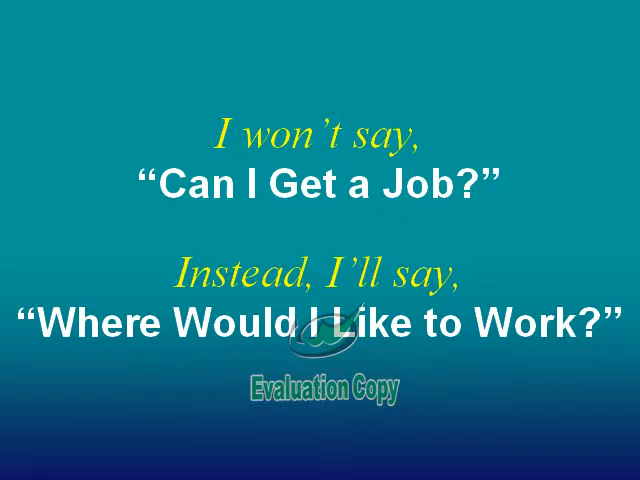 I won’t say,
“Can I Get a Job?”
Instead, I’ll say,
“Where Would I Like to Work?”
Evaluation Copy